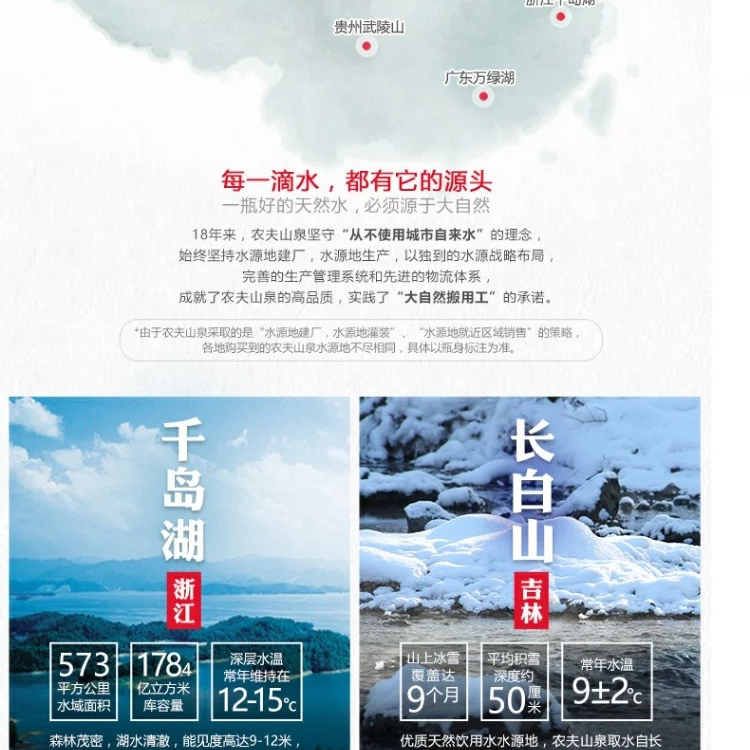 浙江千岛湖
贵州武陵山
广东万绿湖
每一滴水，都有它的源头
一瓶好的天然水，必须源于大自然
18年来，农夫山泉坚守“从不使用城市自来水”的理念，
始终坚持水源地建厂，水源地生产，以独到的水源战略布局，
完善的生产管理系统和先进的物流体系，
成就了农夫山泉的高品质，实践了“大自然搬用工”的承诺。
*由于农夫山泉采取的是“水源地建厂，水源地灌装”、“水源地就近区域销售”的策略，
各地购买到的农夫山泉水源地不尽相同，具体以瓶身标注为准。
千岛湖
浙江
573
平方公里
水域面积
178.4
亿立方米
库容量
深层水温
常年维持在
12-15℃
森林茂密，湖水清澈，能见度高达9-12米，
长白山
吉林
山上冰雪
覆盖达
9个月
平均积雪
深度约
50厘米
常年水温
9±2℃
优质天然饮用水水源地，农夫山泉取水自长